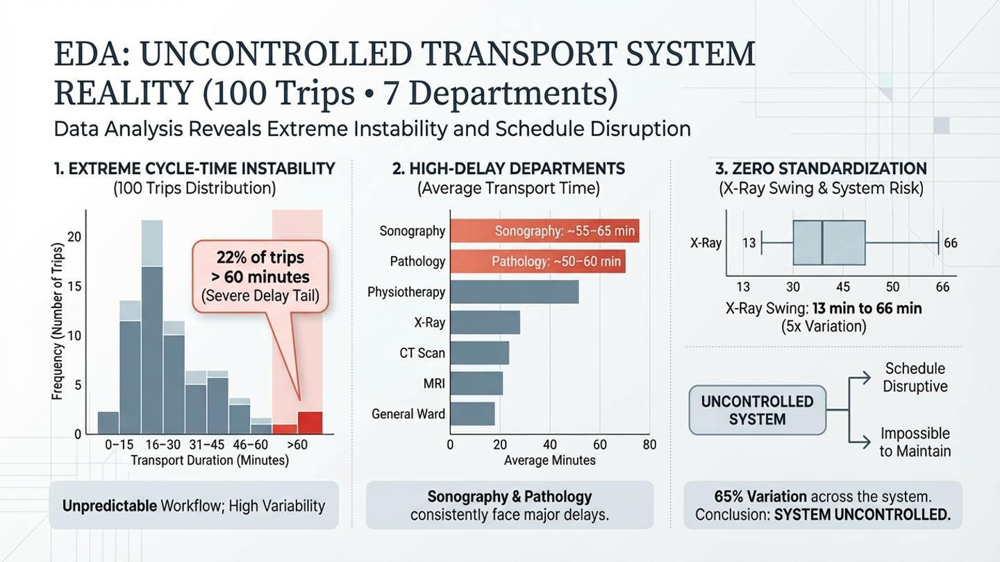 EDA: UNCONTROLLED TRANSPORT SYSTEM
REALITY (100 Trips • 7 Departments)
Data Analysis Reveals Extreme Instability and Schedule Disruption
1. EXTREME CYCLE-TIME INSTABILITY
(100 Trips Distribution)
Frequency (Number of Trips)
20
15
10
5
0
22% of trips
> 60 minutes
(Severe Delay Tail)
0–15 16–30 31–45 46–60 >60
Transport Duration (Minutes)
Unpredictable Workflow; High Variability
2. HIGH-DELAY DEPARTMENTS
(Average Transport Time)
Sonography Sonography: ~55–65 min
Pathology Pathology: ~50–60 min
Physiotherapy
X-Ray
CT Scan
MRI
General Ward
0 20 40 60 80
Average Minutes
Sonography & Pathology
consistently face major delays.
3. ZERO STANDARDIZATION
(X-Ray Swing & System Risk)
X-Ray 13 66
13 30 45 50 66
X-Ray Swing: 13 min to 66 min
(5x Variation)
UNCONTROLLED
SYSTEM
Schedule
Disruptive
Impossible
to Maintain
65% Variation across the system.
Conclusion: SYSTEM UNCONTROLLED.